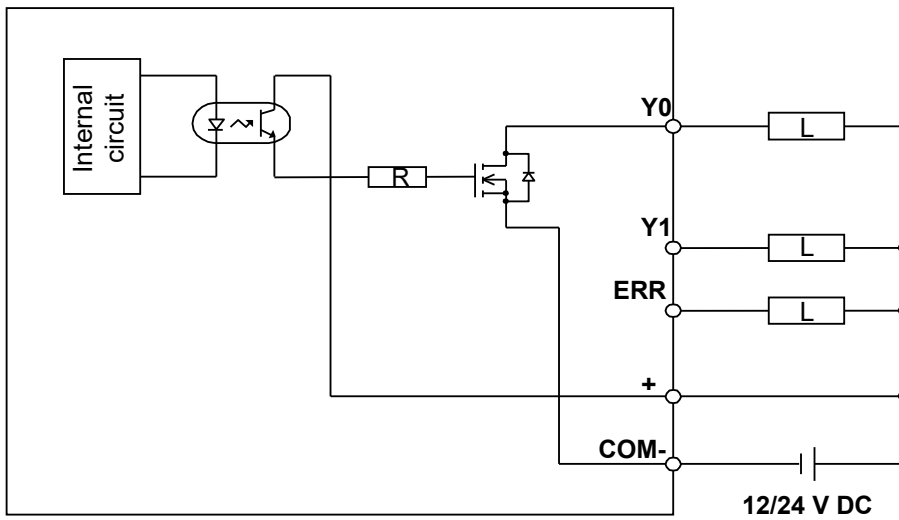 Internal
circuit
R
Y0
L
Y1
L
ERR
L
+
COM-
12/24 V DC